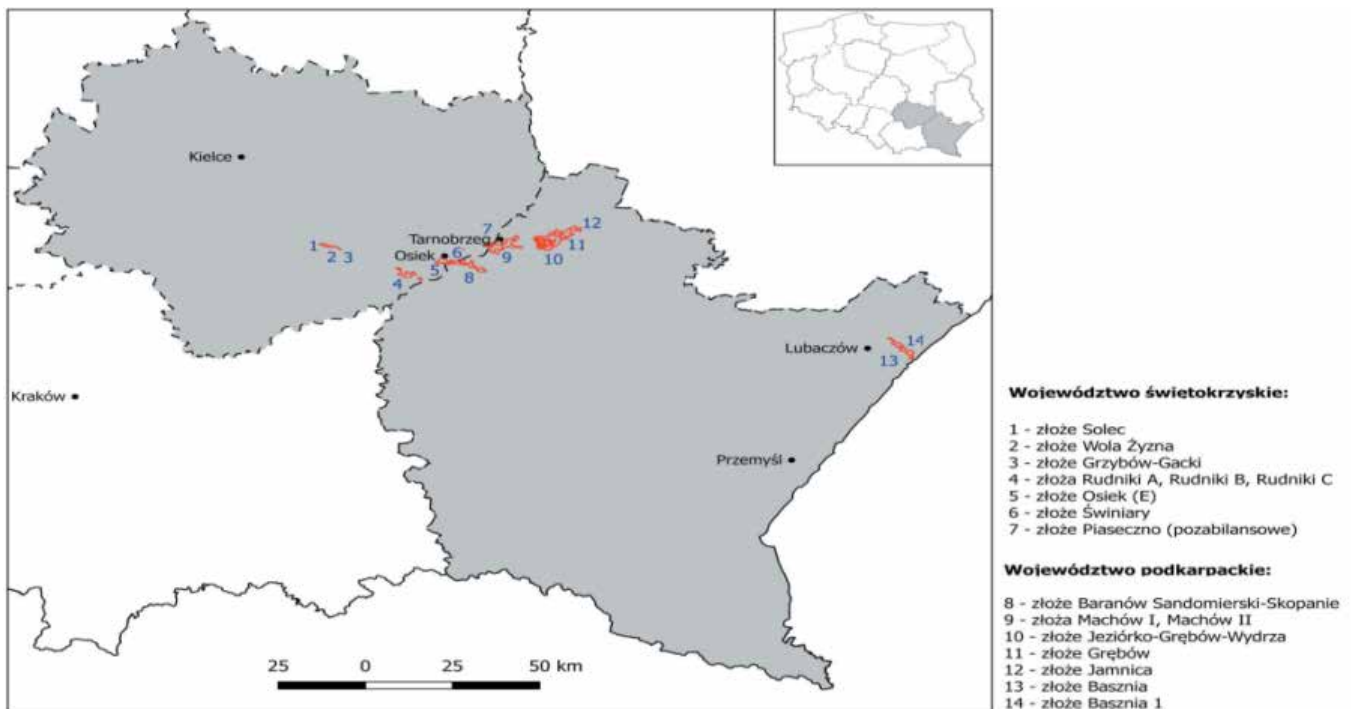 Kielce
7
12
Tarnobrzeg
1
6
11
Osiek
9
10
2
3
5
8
4
14
Lubaczów
13
Kraków
Przemyśl
25 0 25 50 km
Województwo świętokrzyskie:
1 - złoże Solec
2 - złoże Wola Żyzna
3 - złoże Grzybów-Gacki
4 - złoża Rudniki A, Rudniki B, Rudniki C
5 - złoże Osiek (E)
6 - złoże Świniary
7 - złoże Piaseczno (pozabilansowe)
Województwo podkarpackie:
8 - złoże Baranów Sandomierski-Skopanie
9 - złoża Machów I, Machów II
10 - złoże Jeziórko-Grębów-Wydrza
11 - złoże Grębów
12 - złoże Jamnica
13 - złoże Basznia
14 - złoże Basznia 1